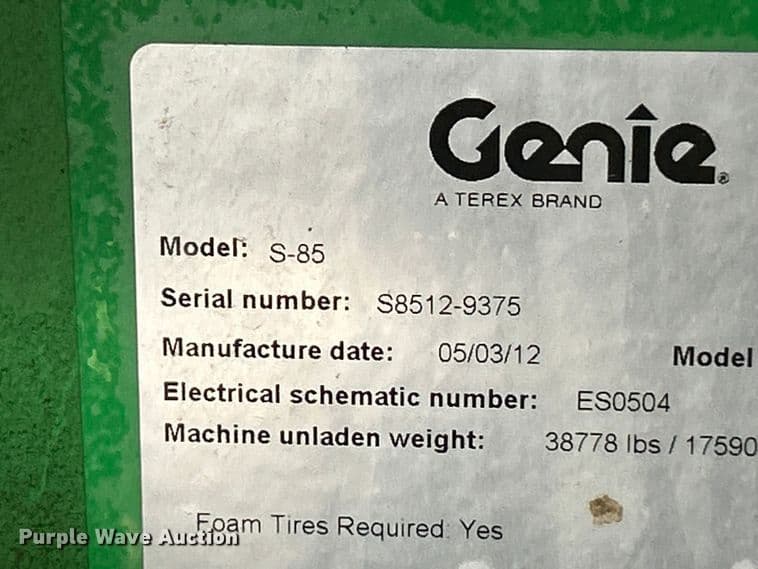 Genie®
A TEREX BRAND
Model: S-85
Serial number: S8512-9375
Manufacture date: 05/03/12 Model
Electrical schematic number: ES0504
Machine unladen weight: 38778 lbs / 17590
Foam Tires Required: Yes
Purple Wave Auction